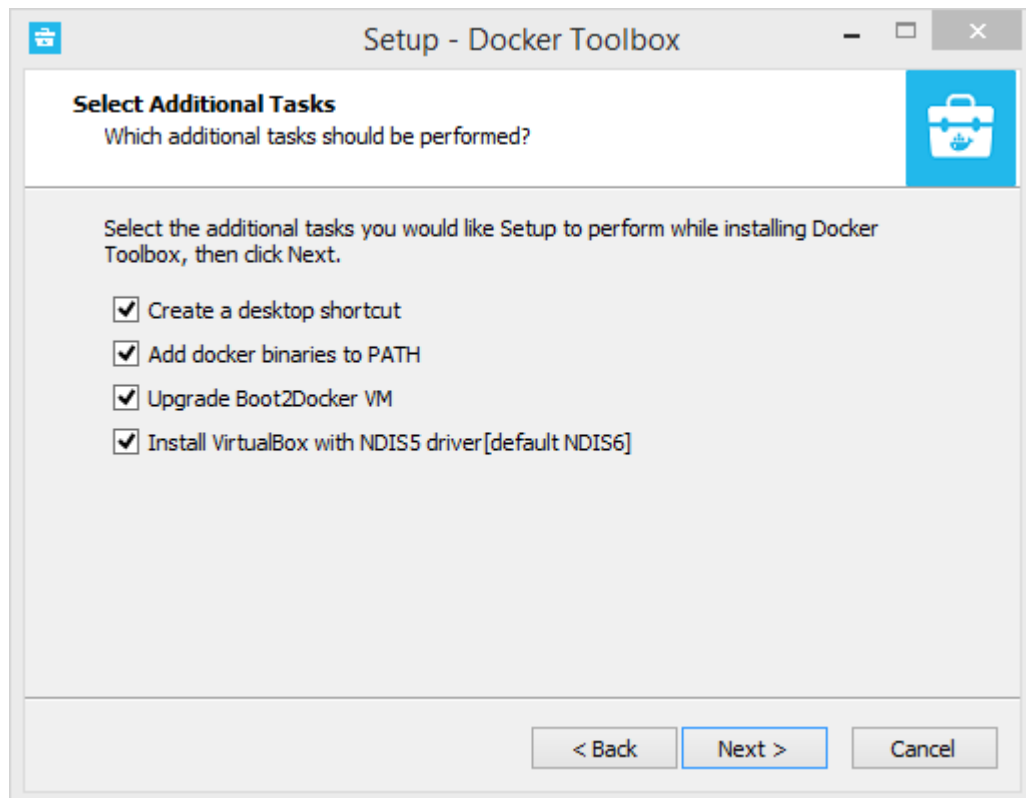 Setup - Docker Toolbox
Select Additional Tasks
Which additional tasks should be performed?
Select the additional tasks you would like Setup to perform while installing Docker
Toolbox, then click Next.
Create a desktop shortcut
Add docker binaries to PATH
Upgrade Boot2Docker VM
Install VirtualBox with NDIS5 driver[default NDIS6]
< Back
Next >
Cancel